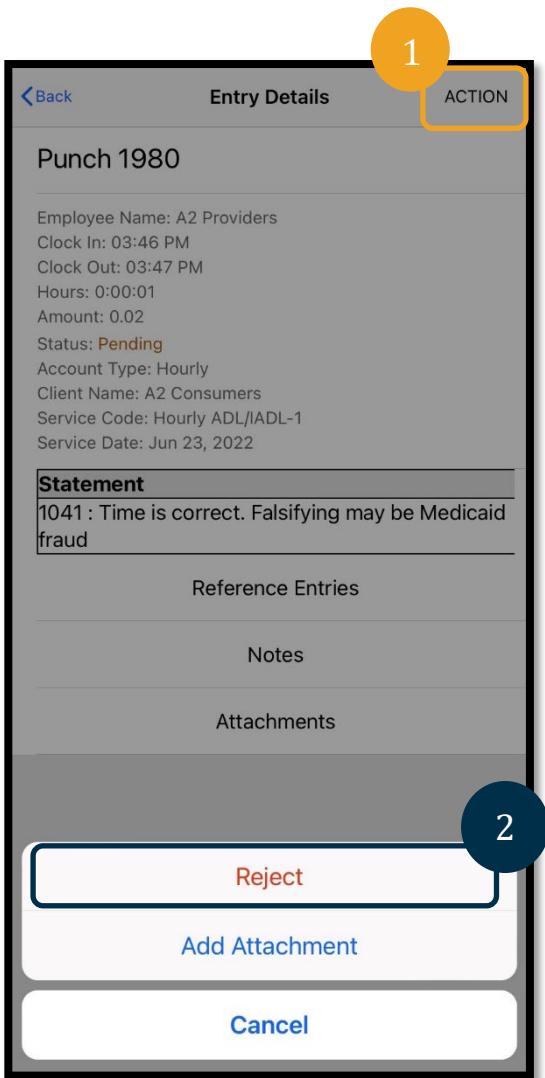 1
Back Entry Details ACTION
Punch 1980
Employee Name: A2 Providers
Clock In: 03:46 PM
Clock Out: 03:47 PM
Hours: 0:00:01
Amount: 0.02
Status: Pending
Account Type: Hourly
Client Name: A2 Consumers
Service Code: Hourly ADL/IADL-1
Service Date: Jun 23, 2022
Statement
1041 : Time is correct. Falsifying may be Medicaid
fraud
Reference Entries
Notes
Attachments
2
Reject
Add Attachment
Cancel